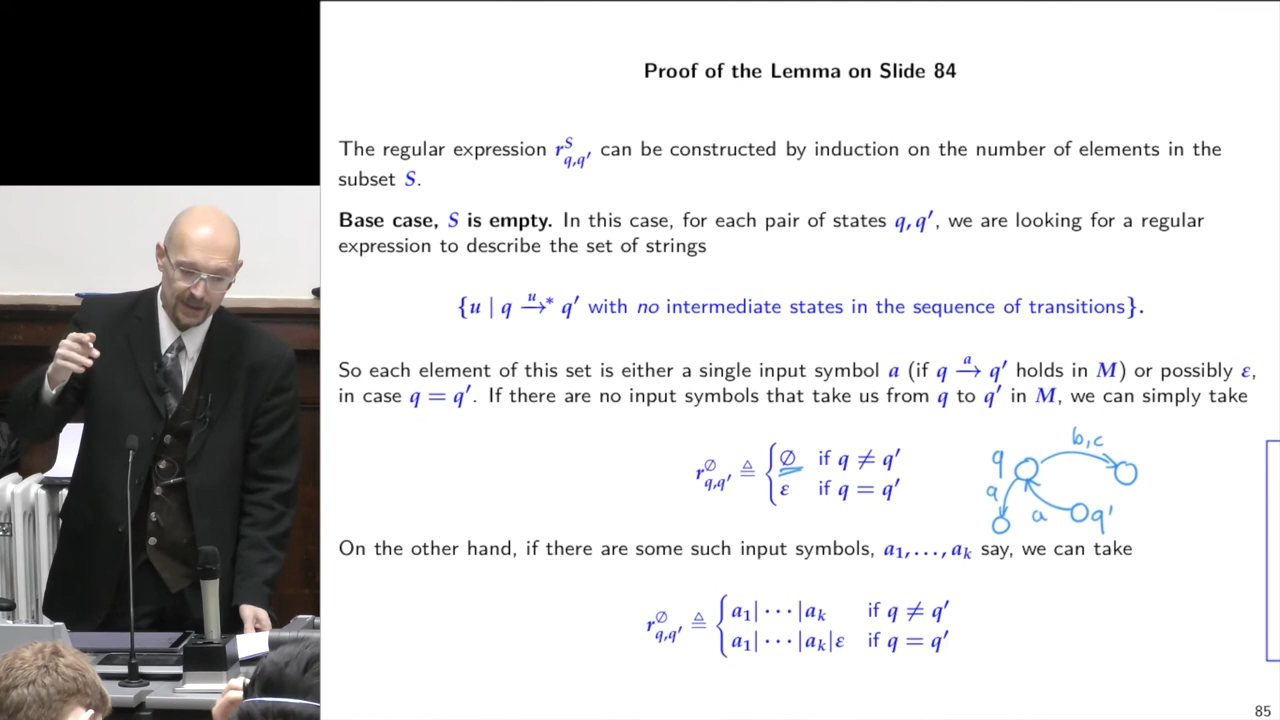 Proof of the Lemma on Slide 84
The regular expression r^S_{q,q′} can be constructed by induction on the number of elements in the
subset S.
Base case, S is empty. In this case, for each pair of states q, q′, we are looking for a regular
expression to describe the set of strings
{u | q —u→* q′ with no intermediate states in the sequence of transitions}.
So each element of this set is either a single input symbol a (if q —a→ q′ holds in M) or possibly ε,
in case q = q′. If there are no input symbols that take us from q to q′ in M, we can simply take
r^∅_{q,q′} ≜ { ∅ if q ≠ q′
ε if q = q′
b,c
q
a
a
q'
On the other hand, if there are some such input symbols, a₁, . . . , aₖ say, we can take
r^∅_{q,q′} ≜ { a₁| · · · |aₖ if q ≠ q′
a₁| · · · |aₖ|ε if q = q′
85